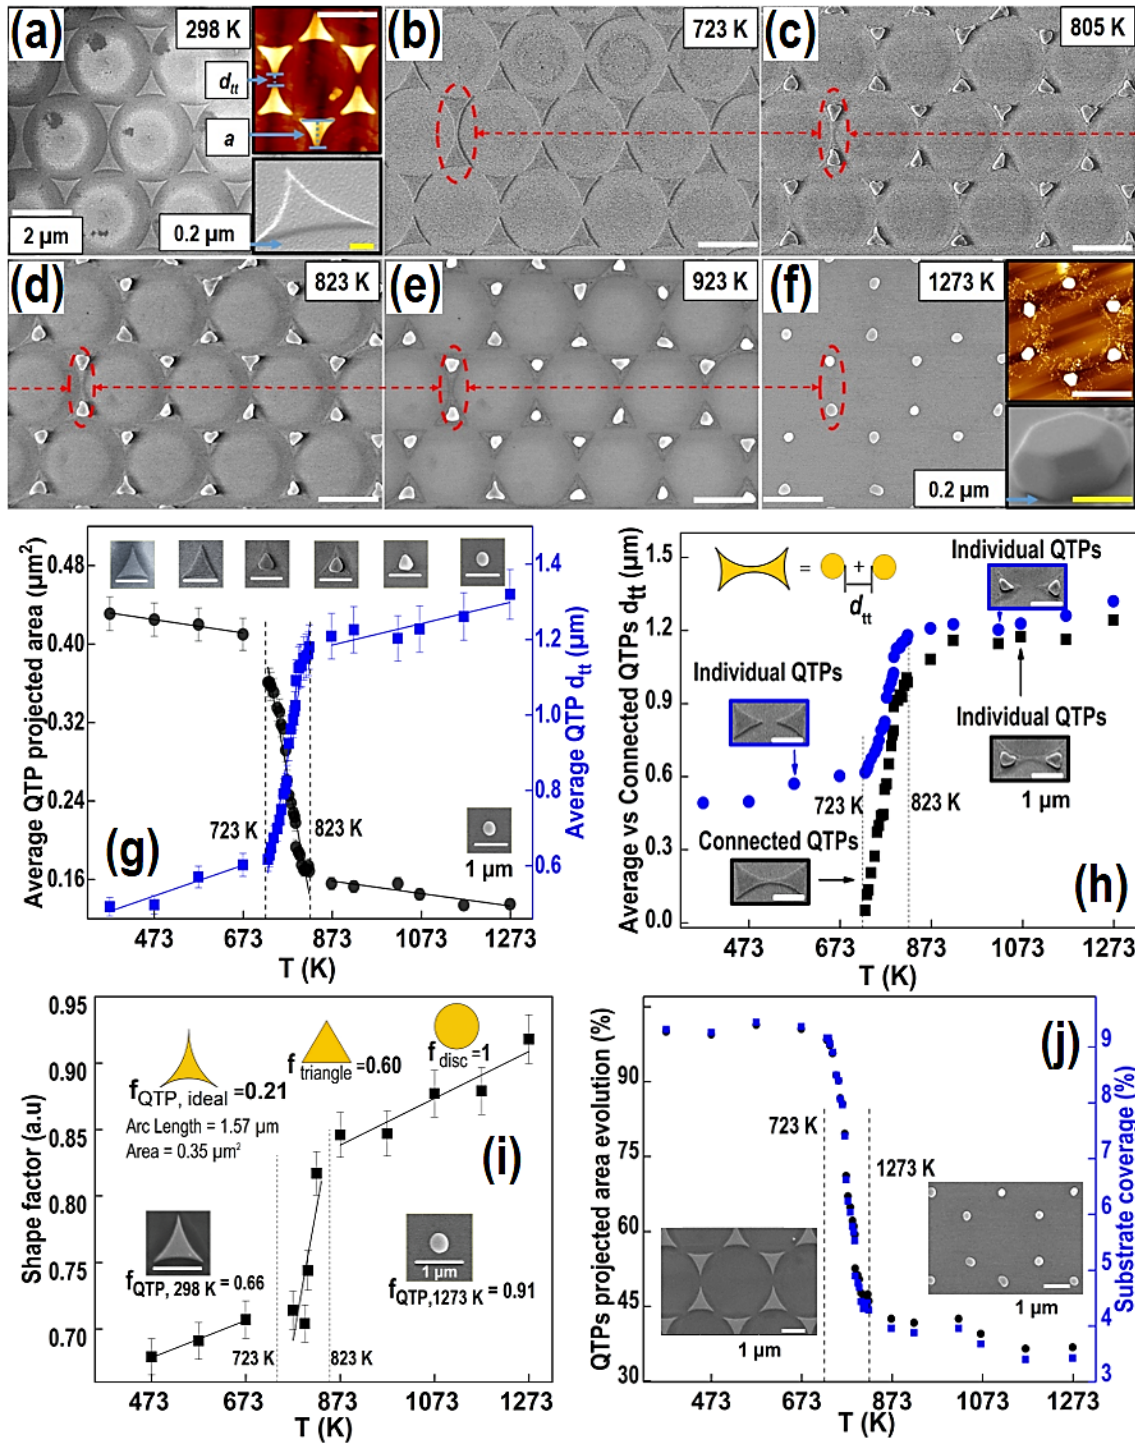 (a)
298 K
d_tt
a
2 µm
0.2 µm
(b)
723 K
(c)
805 K
(d)
823 K
(e)
923 K
(f)
1273 K
0.2 µm
Average QTP projected area (µm²)
0.48
0.40
0.32
0.24
0.16
1.4
1.2
1.0
0.8
0.6
Average QTP d_tt (µm)
723 K
823 K
(g)
1 µm
473
673
873
1073
1273
T (K)
Average vs Connected QTPs d_tt (µm)
1.5
1.2
0.9
0.6
0.3
0.0
= +
d_tt
Individual QTPs
Individual QTPs
Individual QTPs
1 µm
723 K
823 K
Connected QTPs
(h)
473
673
873
1073
1273
T (K)
Shape factor (a.u)
0.95
0.90
0.85
0.80
0.75
0.70
f_QTP, ideal =0.21
Arc Length = 1.57 µm
Area = 0.35 µm²
f_triangle =0.60
f_disc =1
(i)
1 µm
f_QTP, 298 K = 0.66
f_QTP,1273 K = 0.91
723 K
823 K
473
673
873
1073
1273
T (K)
QTPs projected area evolution (%)
90
75
60
45
30
9
8
7
6
5
4
3
Substrate coverage (%)
(j)
723 K
1273 K
1 µm
1 µm
473
673
873
1073
1273
T (K)